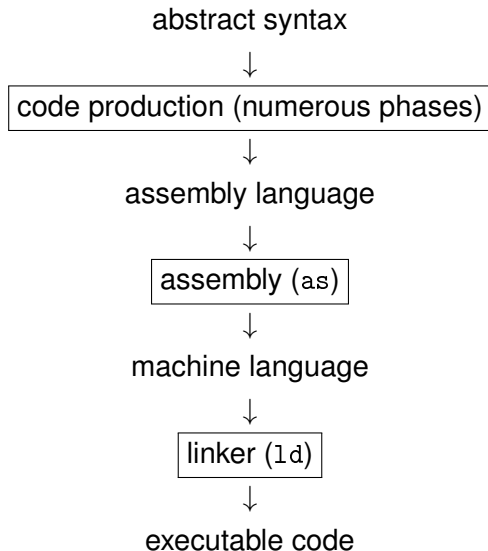 abstract syntax
↓
code production (numerous phases)
↓
assembly language
↓
assembly (as)
↓
machine language
↓
linker (ld)
↓
executable code